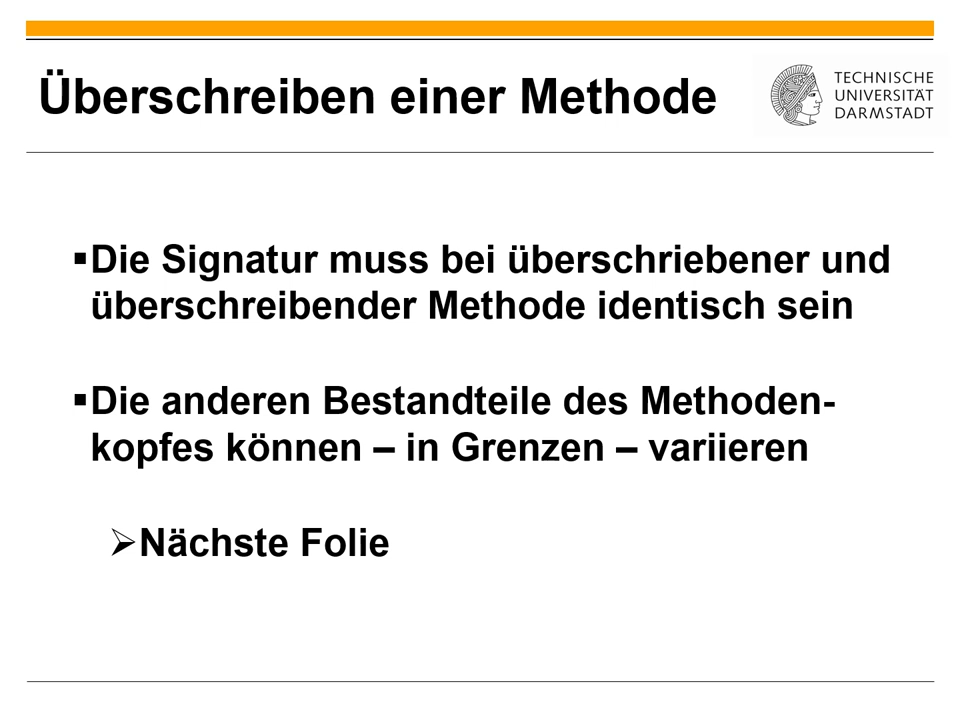 Überschreiben einer Methode
TECHNISCHE
UNIVERSITÄT
DARMSTADT
▪Die Signatur muss bei überschriebener und
überschreibender Methode identisch sein
▪Die anderen Bestandteile des Methoden-
kopfes können – in Grenzen – variieren
➢Nächste Folie